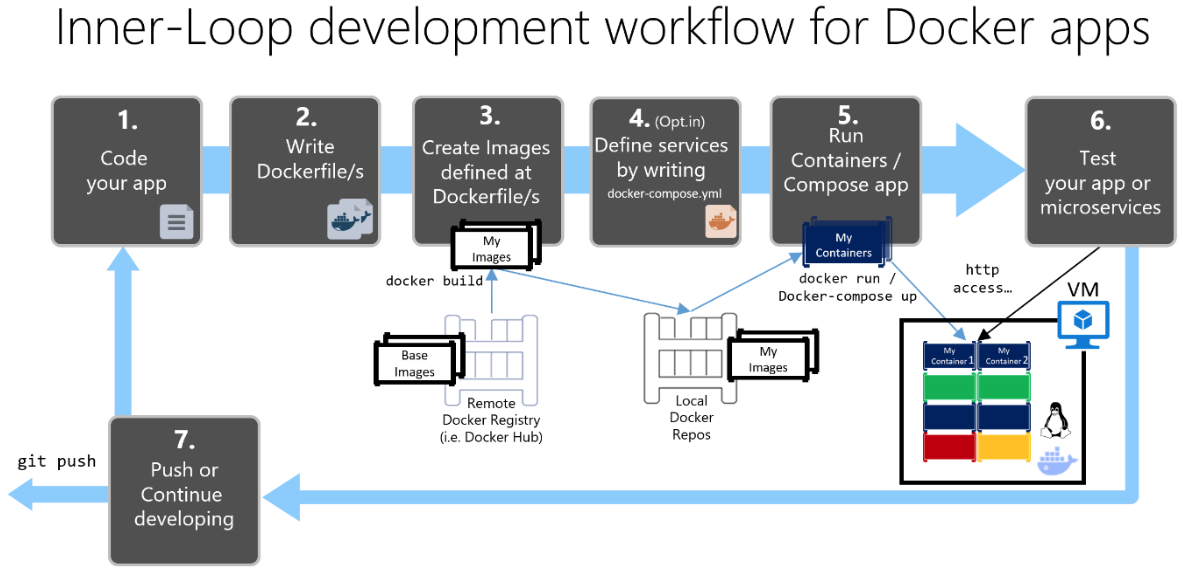 Inner-Loop development workflow for Docker apps
1.
Code
your app
2.
Write
Dockerfile/s
3.
Create Images
defined at
Dockerfile/s
My
Images
4. (Opt.in)
Define services
by writing
docker-compose.yml
5.
Run
Containers /
Compose app
My
Containers
6.
Test
your app or
microservices
docker build
docker run /
Docker-compose up
http
access…
VM
Base
Images
Remote
Docker Registry
(i.e. Docker Hub)
My
Images
Local
Docker
Repos
My
Container 1
My
Container 2
7.
Push or
Continue
developing
git push